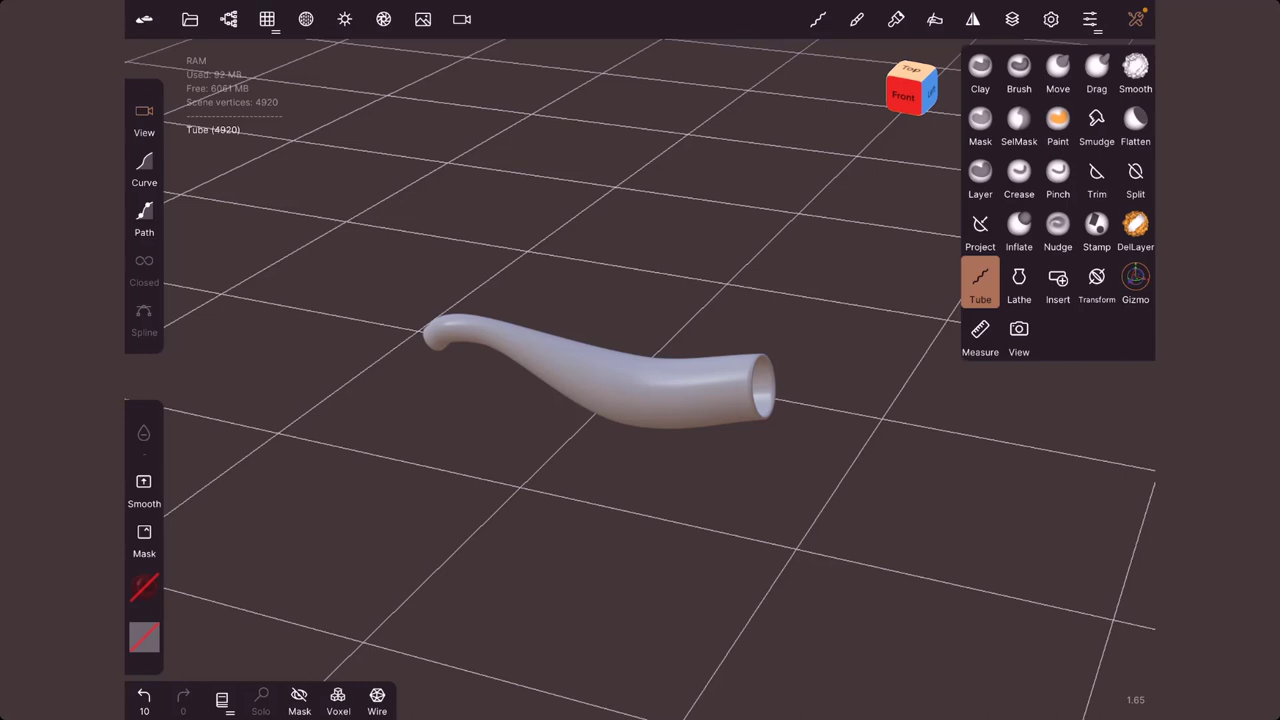 RAM
Used: 92 MB
Free: 6061 MB
Scene vertices: 4920
Tube (4920)
Top
Front
Left
View
Curve
Path
Closed
Spline
Smooth
Mask
Clay Brush Move Drag Smooth
Mask SelMask Paint Smudge Flatten
Layer Crease Pinch Trim Split
Project Inflate Nudge Stamp DelLayer
Tube Lathe Insert Transform Gizmo
Measure View
10 0 Solo Mask Voxel Wire
1.65